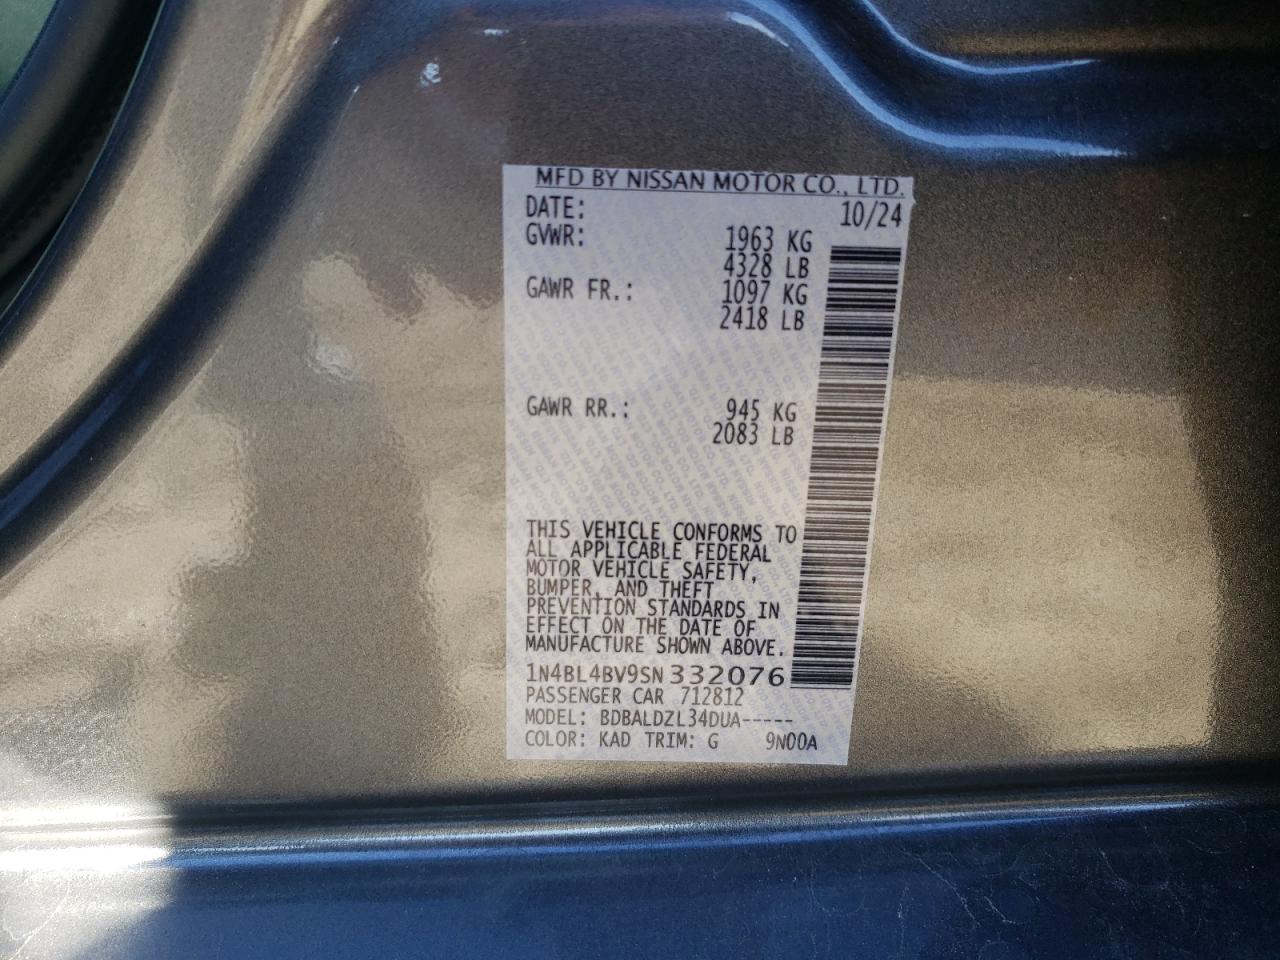 MFD BY NISSAN MOTOR CO., LTD.
DATE: 10/24
GVWR: 1963 KG
4328 LB
GAWR FR.: 1097 KG
2418 LB
GAWR RR.: 945 KG
2083 LB
THIS VEHICLE CONFORMS TO
ALL APPLICABLE FEDERAL
MOTOR VEHICLE SAFETY,
BUMPER, AND THEFT
PREVENTION STANDARDS IN
EFFECT ON THE DATE OF
MANUFACTURE SHOWN ABOVE.
1N4BL4BV9SN332076
PASSENGER CAR 712812
MODEL: BDBALDZL34DUA-----
COLOR: KAD TRIM: G 9N00A